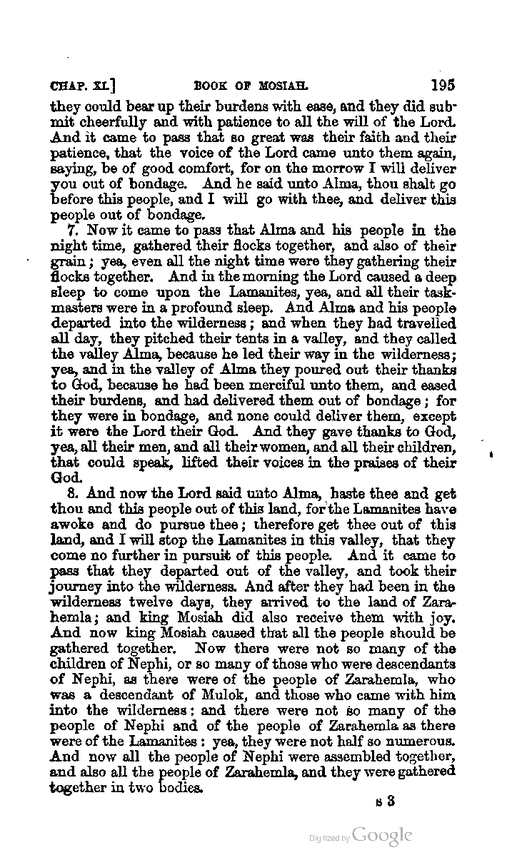 CHAP. XI.] BOOK OF MOSIAH. 195
they could bear up their burdens with ease, and they did sub-
mit cheerfully and with patience to all the will of the Lord.
And it came to pass that so great was their faith and their
patience, that the voice of the Lord came unto them again,
saying, be of good comfort, for on the morrow I will deliver
you out of bondage. And he said unto Alma, thou shalt go
before this people, and I will go with thee, and deliver this
people out of bondage.
7. Now it came to pass that Alma and his people in the
night time, gathered their flocks together, and also of their
grain; yea, even all the night time were they gathering their
flocks together. And in the morning the Lord caused a deep
sleep to come upon the Lamanites, yea, and all their task-
masters were in a profound sleep. And Alma and his people
departed into the wilderness; and when they had travelled
all day, they pitched their tents in a valley, and they called
the valley Alma, because he led their way in the wilderness;
yea, and in the valley of Alma they poured out their thanks
to God, because he had been merciful unto them, and eased
their burdens, and had delivered them out of bondage; for
they were in bondage, and none could deliver them, except
it were the Lord their God. And they gave thanks to God,
yea, all their men, and all their women, and all their children,
that could speak, lifted their voices in the praises of their
God.
8. And now the Lord said unto Alma, haste thee and get
thou and this people out of this land, for the Lamanites have
awoke and do pursue thee; therefore get thee out of this
land, and I will stop the Lamanites in this valley, that they
come no further in pursuit of this people. And it came to
pass that they departed out of the valley, and took their
journey into the wilderness. And after they had been in the
wilderness twelve days, they arrived to the land of Zara-
hemla; and king Mosiah did also receive them with joy.
And now king Mosiah caused that all the people should be
gathered together. Now there were not so many of the
children of Nephi, or so many of those who were descendants
of Nephi, as there were of the people of Zarahemla, who
was a descendant of Mulok, and those who came with him
into the wilderness: and there were not so many of the
people of Nephi and of the people of Zarahemla as there
were of the Lamanites: yea, they were not half so numerous.
And now all the people of Nephi were assembled together,
and also all the people of Zarahemla, and they were gathered
together in two bodies.
S 3
Digitized by Google